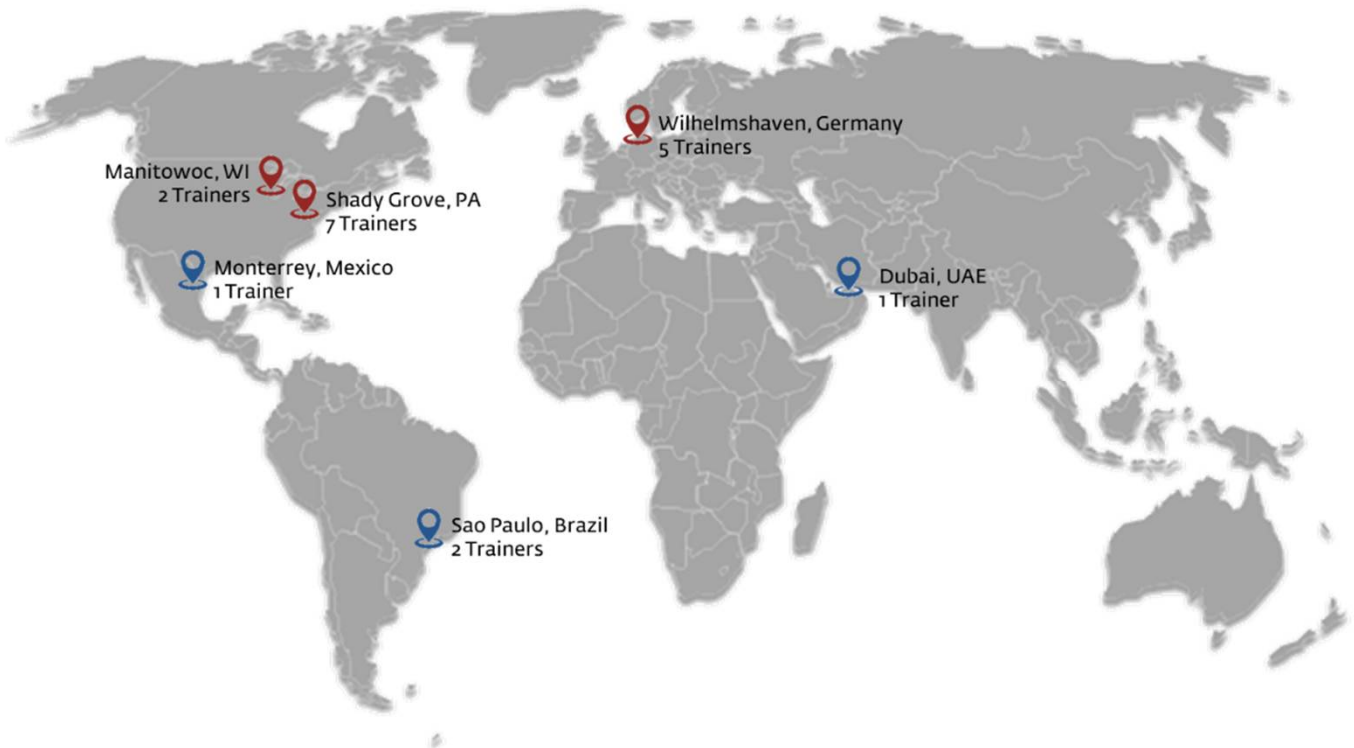 Wilhelmshaven, Germany
5 Trainers
Manitowoc, WI
2 Trainers
Shady Grove, PA
7 Trainers
Monterrey, Mexico
1 Trainer
Dubai, UAE
1 Trainer
Sao Paulo, Brazil
2 Trainers